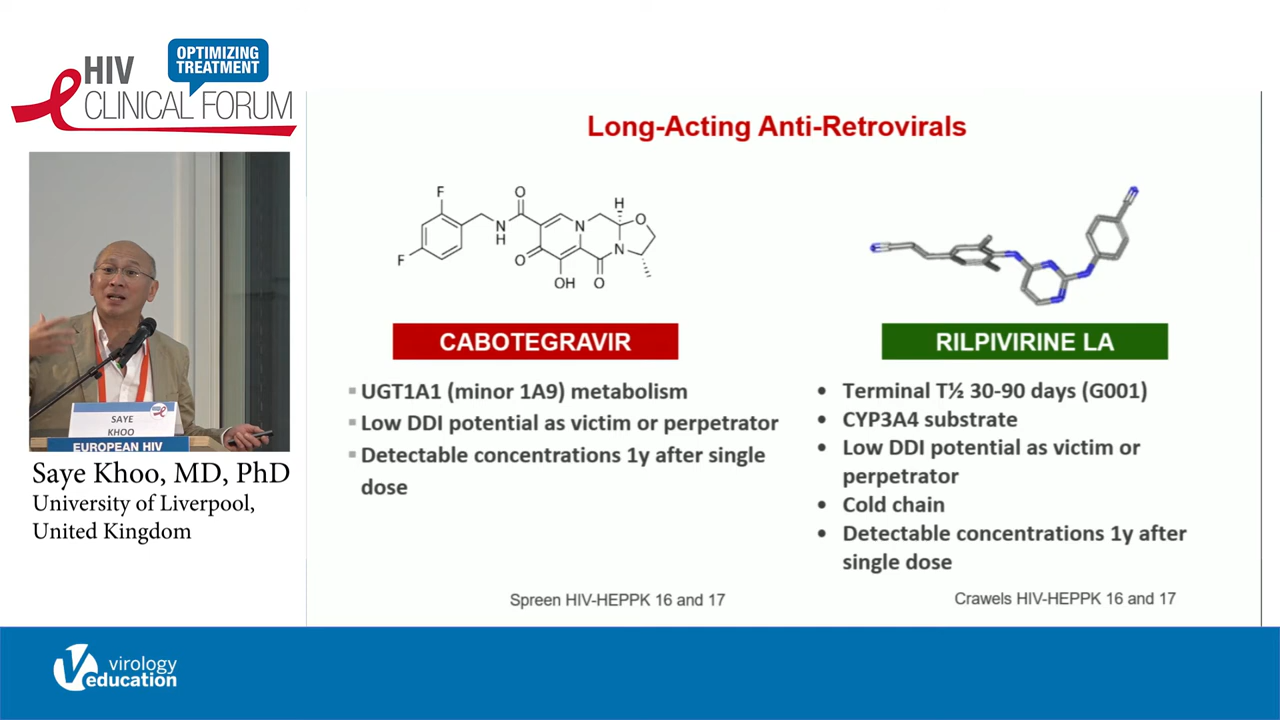 OPTIMIZING
TREATMENT
HIV
CLINICAL FORUM
Long-Acting Anti-Retrovirals
F
F
O
N
H
O
OH
N
O
N
H
O
CABOTEGRAVIR
▪ UGT1A1 (minor 1A9) metabolism
▪ Low DDI potential as victim or perpetrator
▪ Detectable concentrations 1y after single
dose
Spreen HIV-HEPPK 16 and 17
RILPIVIRINE LA
• Terminal T½ 30-90 days (G001)
• CYP3A4 substrate
• Low DDI potential as victim or
perpetrator
• Cold chain
• Detectable concentrations 1y after
single dose
Crawels HIV-HEPPK 16 and 17
SAYE
KHOO
EUROPEAN HIV
Saye Khoo, MD, PhD
University of Liverpool,
United Kingdom
virology
education